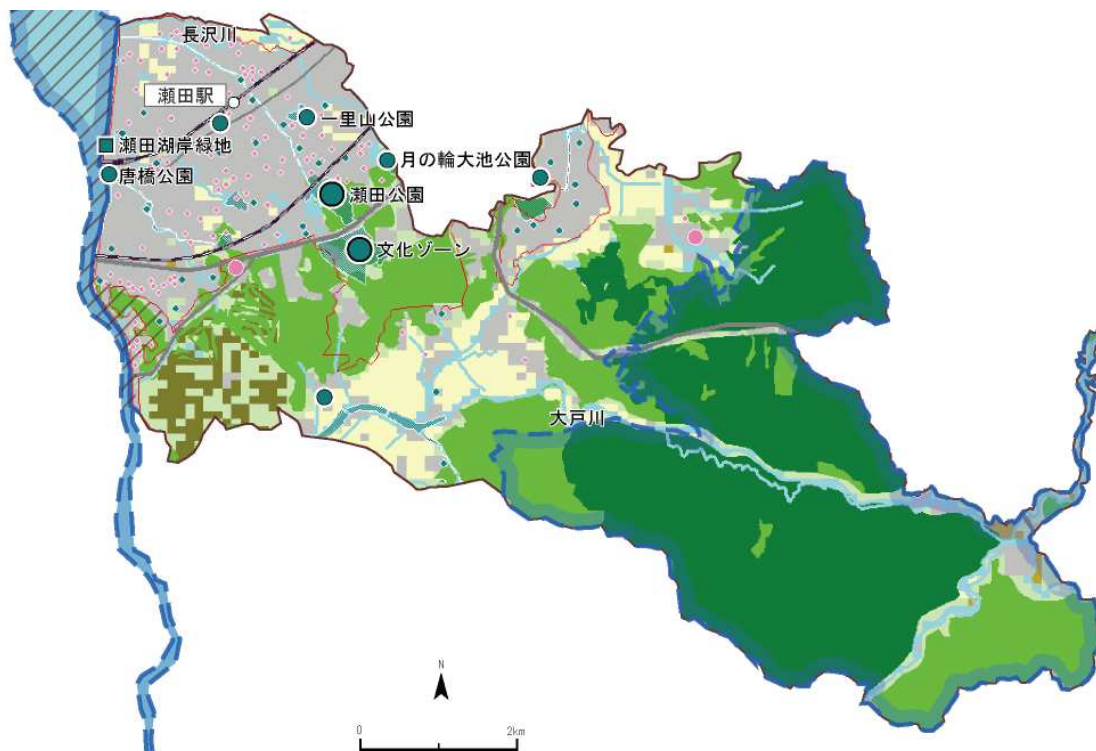 長沢川
瀬田駅
一里山公園
瀬田湖岸緑地
月の輪大池公園
唐橋公園
瀬田公園
文化ゾーン
大戸川
N
0 2km